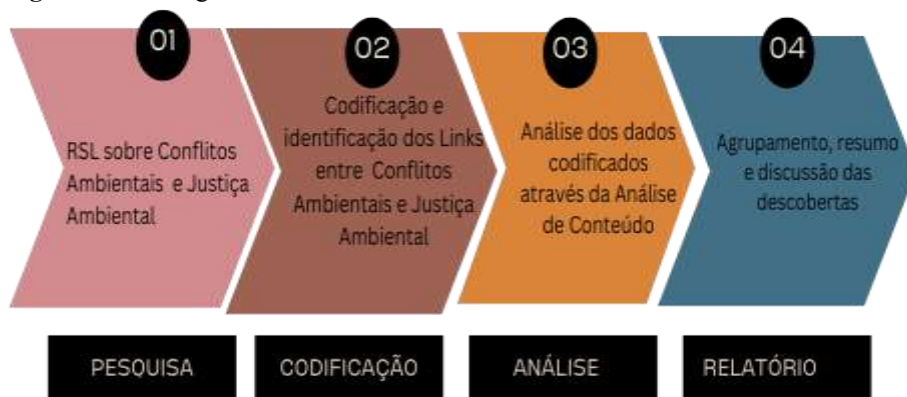 01
RSL sobre Conflitos
Ambientais e Justiça
Ambiental
02
Codificação e
identificação dos Links
entre Conflitos
Ambientais e Justiça
Ambiental
03
Análise dos dados
codificados
através da Análise
de Conteúdo
04
Agrupamento, resumo
e discussão das
descobertas
PESQUISA
CODIFICAÇÃO
ANÁLISE
RELATÓRIO